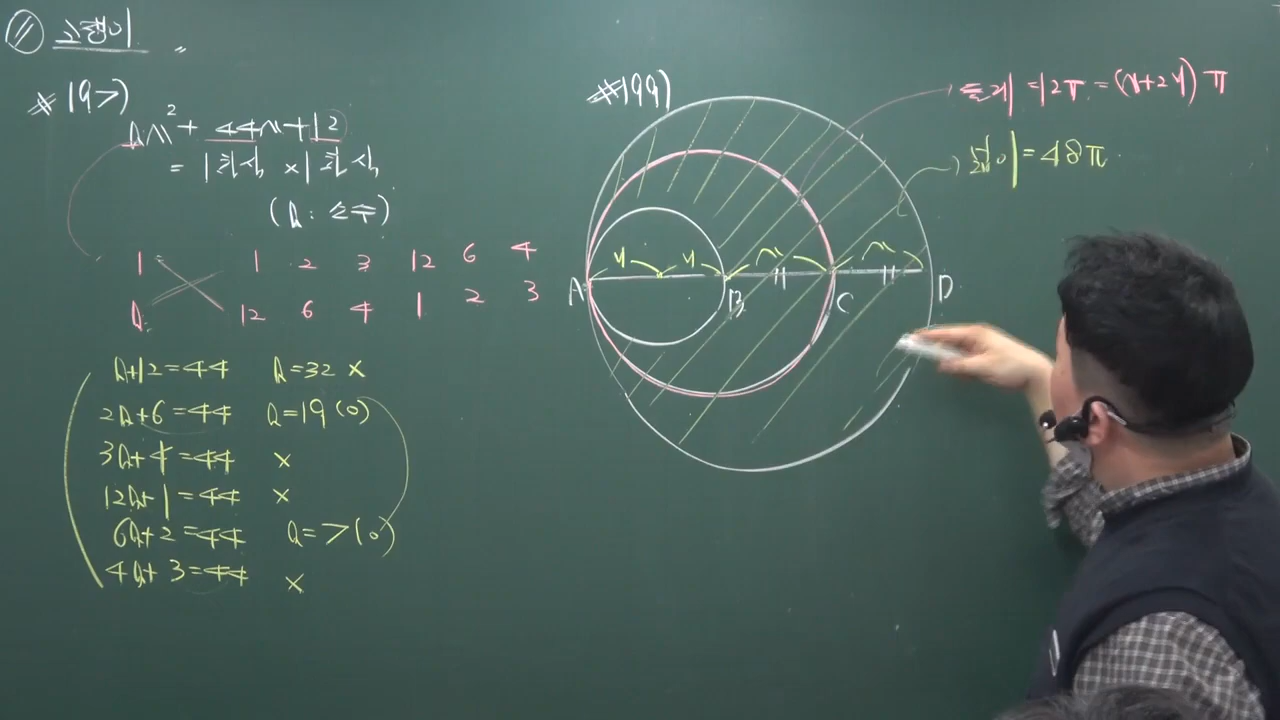 고쟁이
#197)
ax² + 44x + 12
= 1차식 × 1차식
(a : 소수)
1 1 2 3 12 6 4
a 12 6 4 1 2 3
a+12=44 a=32 ×
2a+6=44 a=19 (o)
3a+4=44 ×
12a+1=44 ×
6a+2=44 a=7 (o)
4a+3=44 ×
#199)
둘레 = 12π = (x+2y)π
넓이 = 48π
y y x x
A B C D